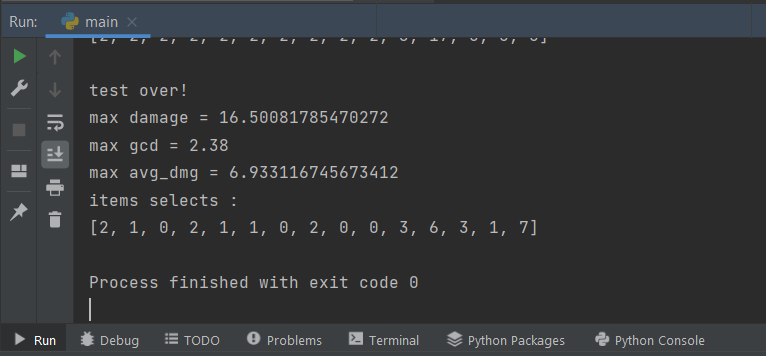 Run: main
test over!
max damage = 16.50081785470272
max gcd = 2.38
max avg_dmg = 6.933116745673412
items selects :
[2, 1, 0, 2, 1, 1, 0, 2, 0, 0, 3, 6, 3, 1, 7]
Process finished with exit code 0
Run Debug TODO Problems Terminal Python Packages Python Console